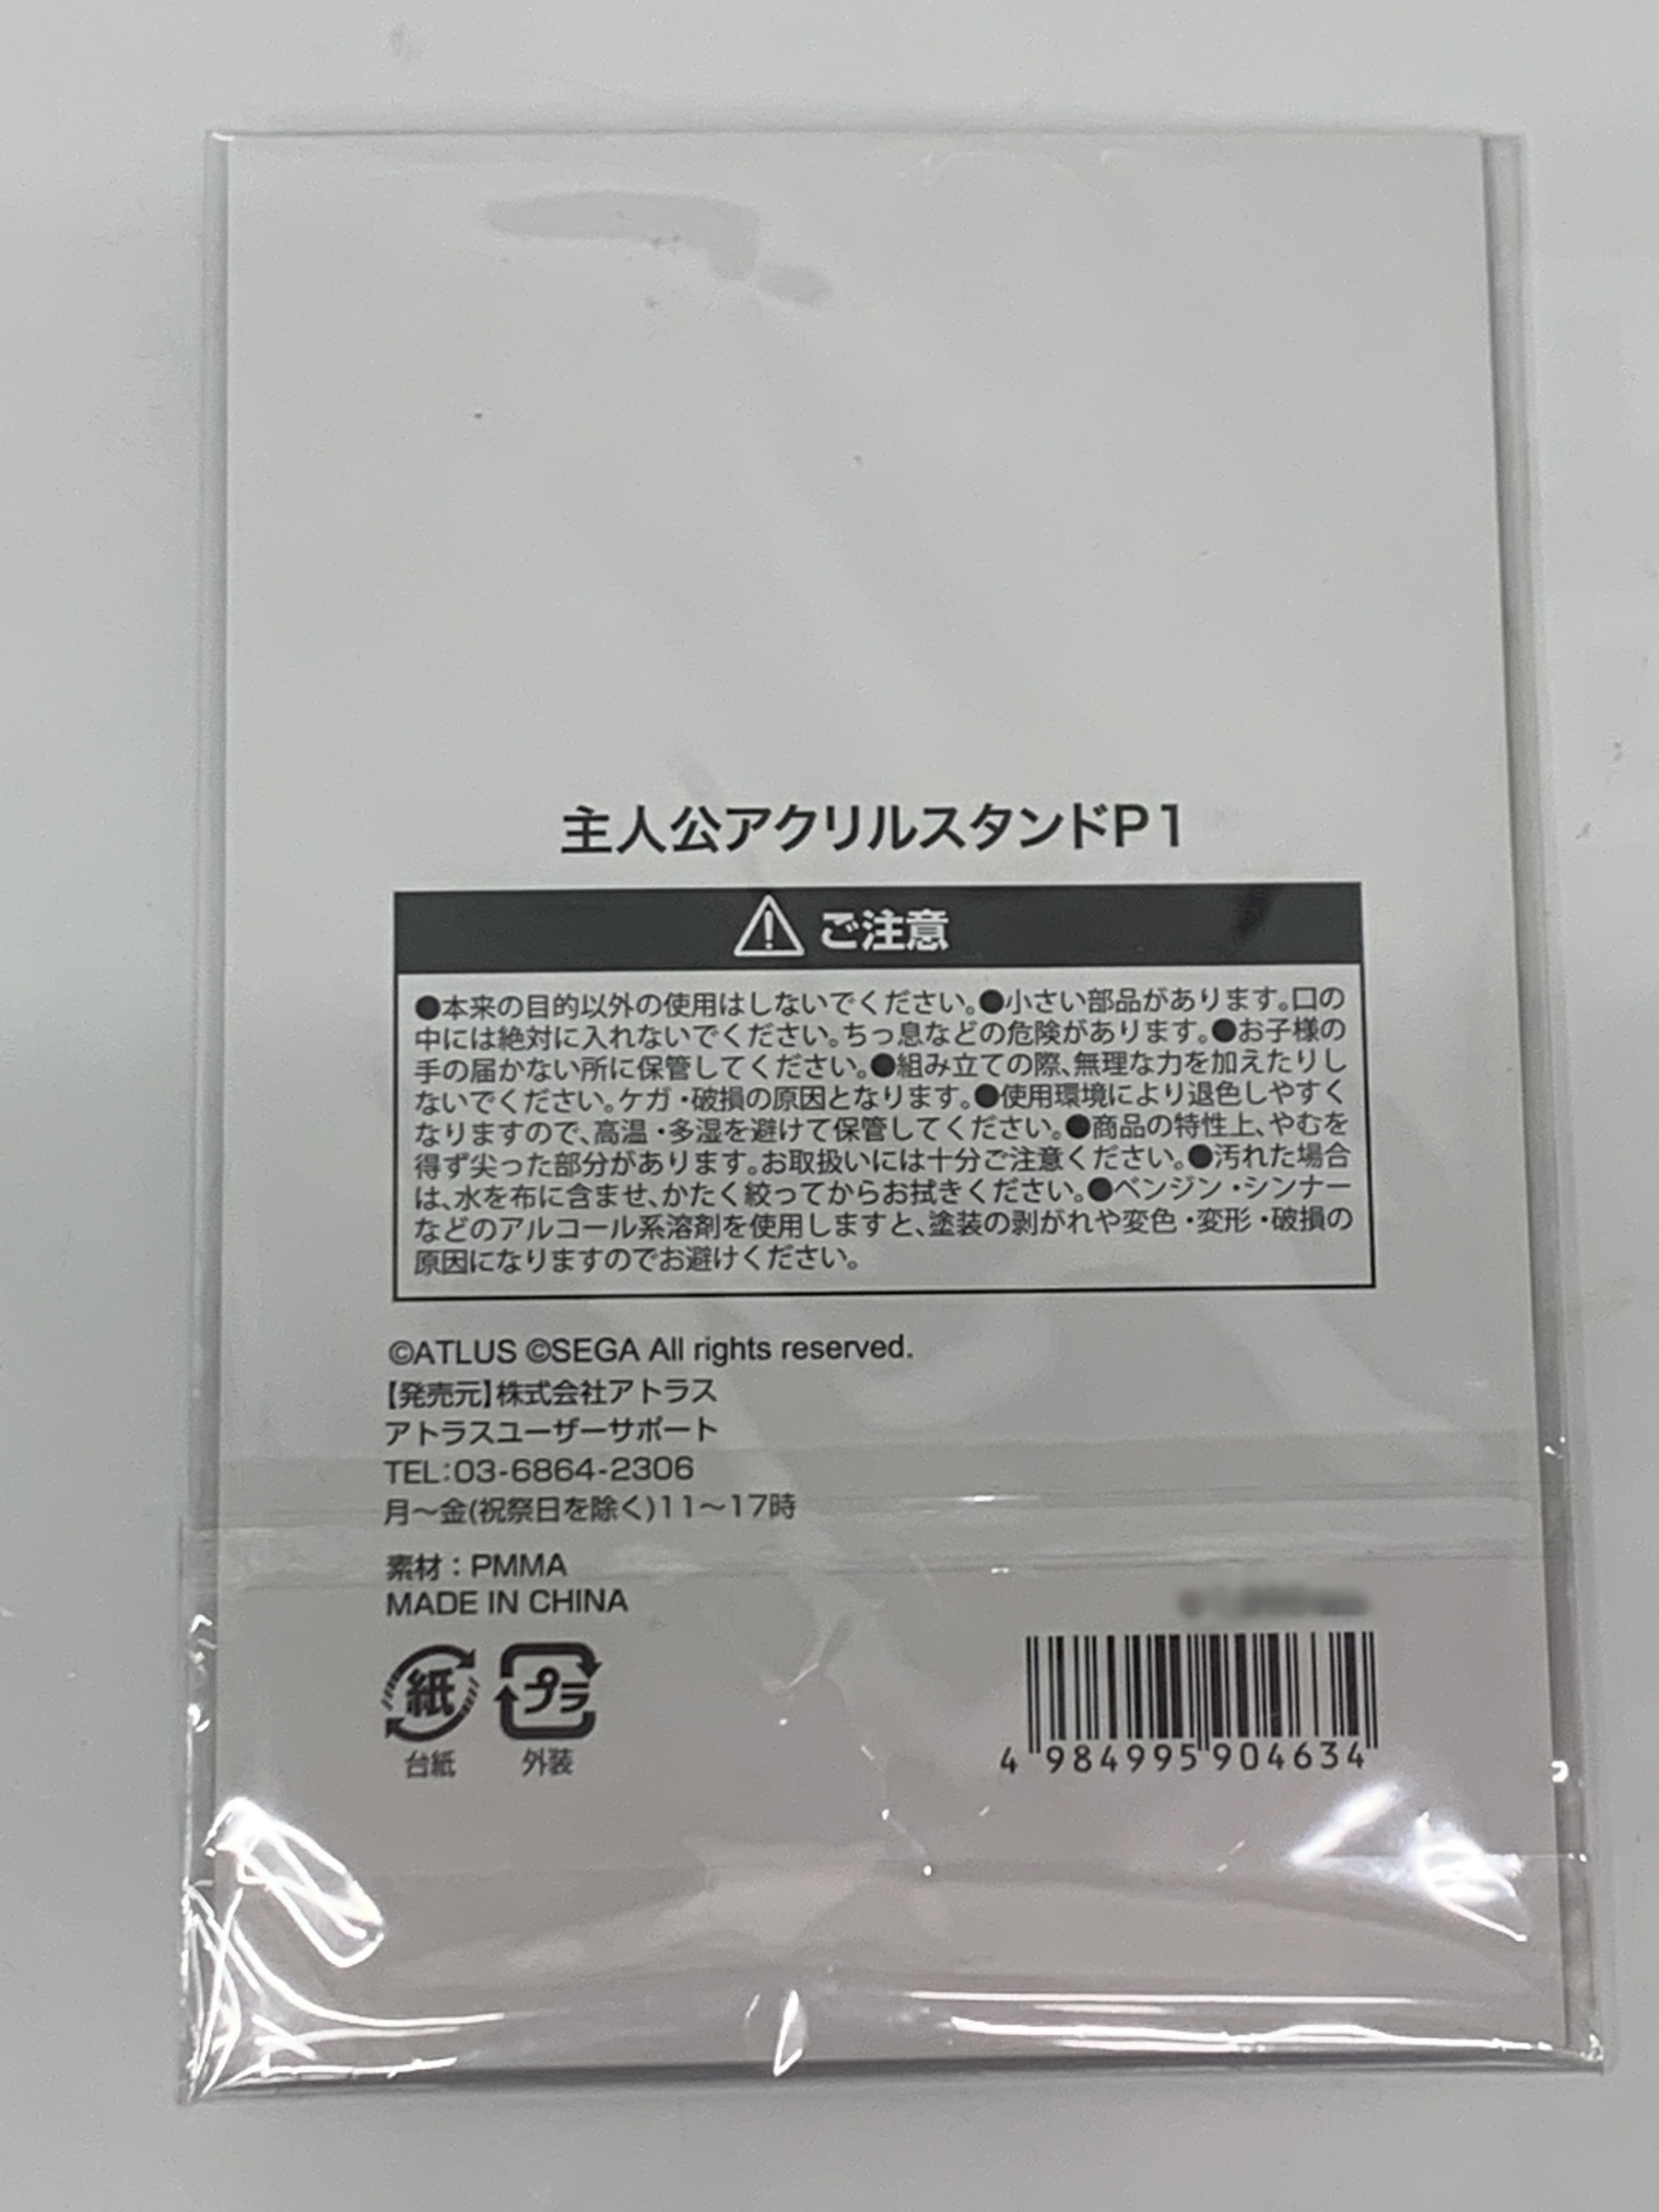 主人公アクリルスタンドP1
ご注意
●本来の目的以外の使用はしないでください。●小さい部品があります。口の
中には絶対に入れないでください。ちっ息などの危険があります。●お子様の
手の届かない所に保管してください。●組み立ての際、無理な力を加えたりし
ないでください。ケガ・破損の原因となります。●使用環境により退色しやすく
なりますので、高温・多湿を避けて保管してください。●商品の特性上、やむを
得ず尖った部分があります。お取扱いには十分ご注意ください。●汚れた場合
は、水を布に含ませ、かたく絞ってからお拭きください。●ベンジン・シンナー
などのアルコール系溶剤を使用しますと、塗装の剥がれや変色・変形・破損の
原因になりますのでお避けください。
©ATLUS ©SEGA All rights reserved.
【発売元】株式会社アトラス
アトラスユーザーサポート
TEL:03-6864-2306
月〜金(祝祭日を除く)11〜17時
素材：PMMA
MADE IN CHINA
紙 プラ
台紙 外装
4 984995 904634